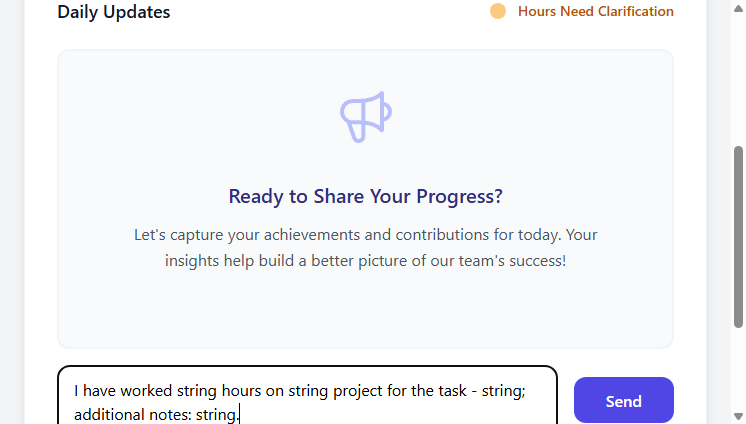 Daily Updates
Hours Need Clarification
Ready to Share Your Progress?
Let's capture your achievements and contributions for today. Your
insights help build a better picture of our team's success!
I have worked string hours on string project for the task - string;
additional notes: string.
Send